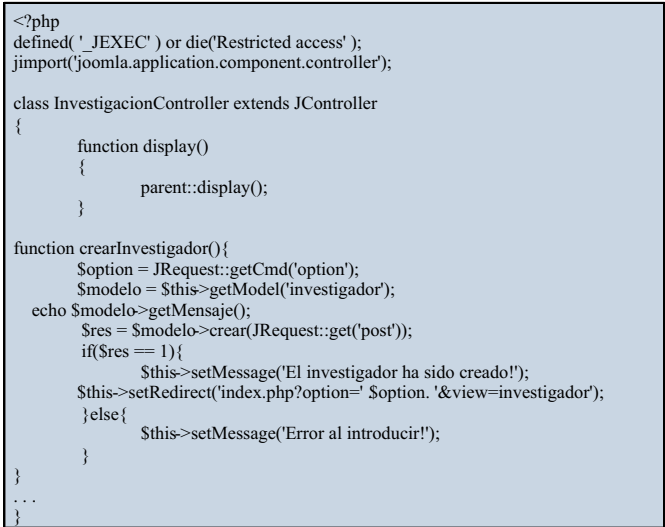 <?php
defined( '_JEXEC' ) or die('Restricted access' );
jimport('joomla.application.component.controller');
class InvestigacionController extends JController
{
function display()
{
parent::display();
}
function crearInvestigador(){
$option = JRequest::getCmd('option');
$modelo = $this->getModel('investigador');
echo $modelo->getMensaje();
$res = $modelo->crear(JRequest::get('post'));
if($res == 1){
$this->setMessage('El investigador ha sido creado!');
$this->setRedirect('index.php?option=' $option. '&view=investigador');
}else{
$this->setMessage('Error al introducir!');
}
}
. . .
}